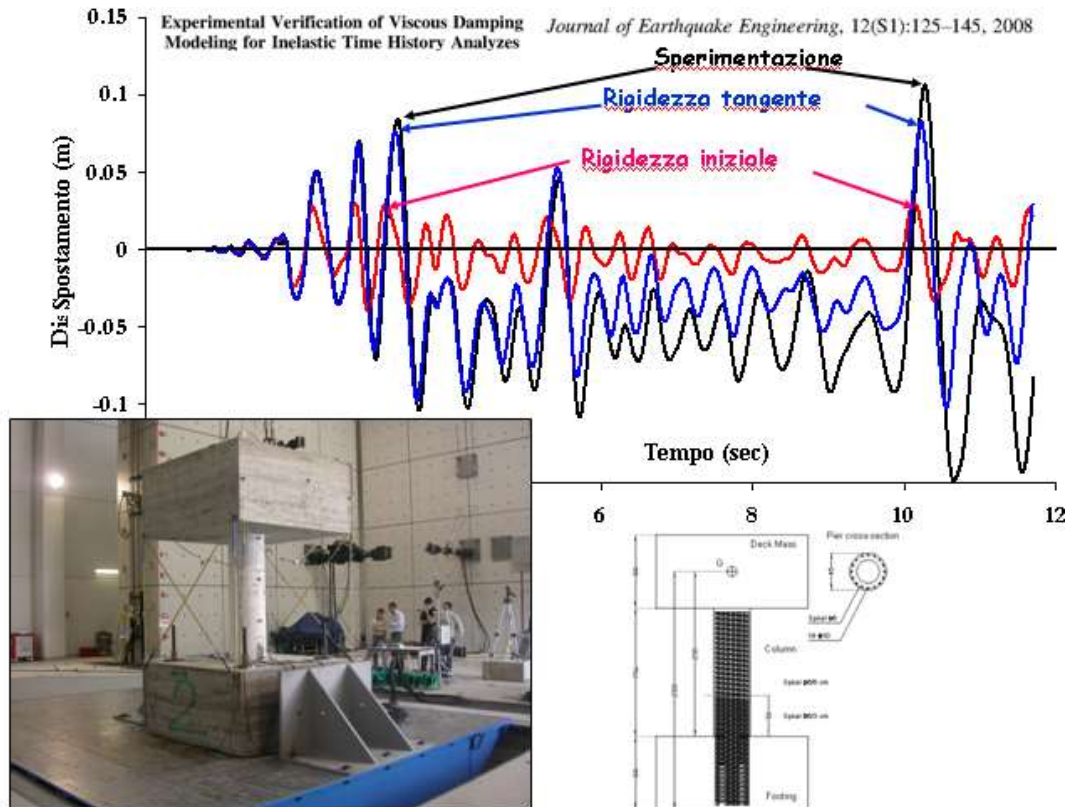 Experimental Verification of Viscous Damping
Modeling for Inelastic Time History Analyzes
Journal of Earthquake Engineering, 12(S1):125–145, 2008
Sperimentazione
Rigidezza tangente
Rigidezza iniziale
0.15
0.1
0.05
0
-0.05
-0.1
Dis Spostamento (m)
Tempo (sec)
6
8
10
12
2
Deck Mass
G
Pier cross section
Column
Footing